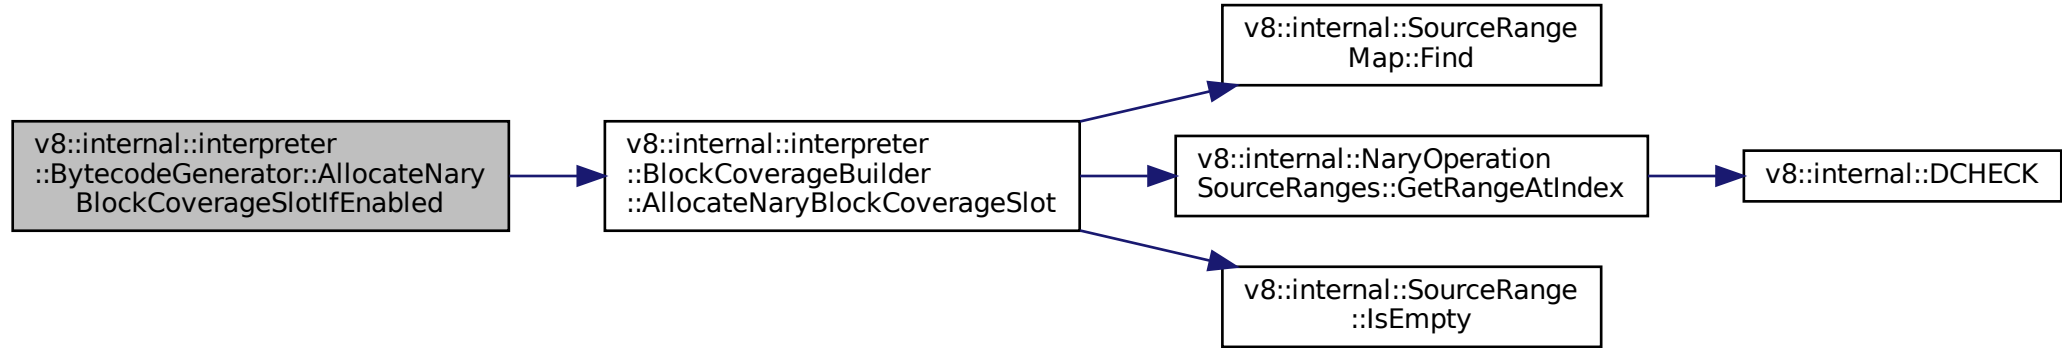 v8::internal::interpreter
::BytecodeGenerator::AllocateNary
BlockCoverageSlotIfEnabled
v8::internal::interpreter
::BlockCoverageBuilder
::AllocateNaryBlockCoverageSlot
v8::internal::SourceRange
Map::Find
v8::internal::NaryOperation
SourceRanges::GetRangeAtIndex
v8::internal::DCHECK
v8::internal::SourceRange
::IsEmpty